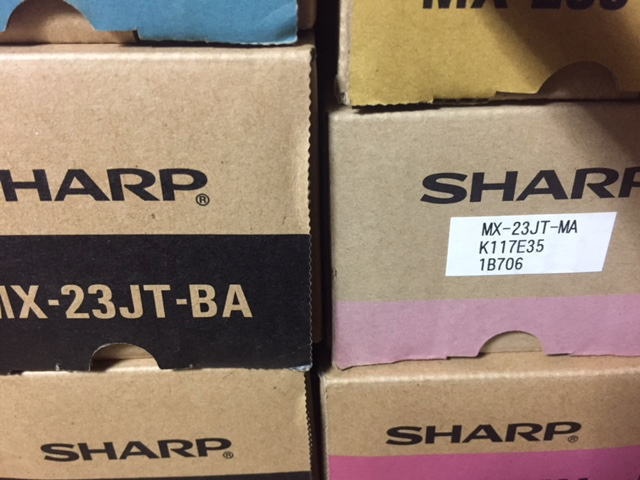 SHARP®
MX-23JT-BA
SHARP®
SHARP
MX-23JT-MA
K117E35
1B706
SHARP®